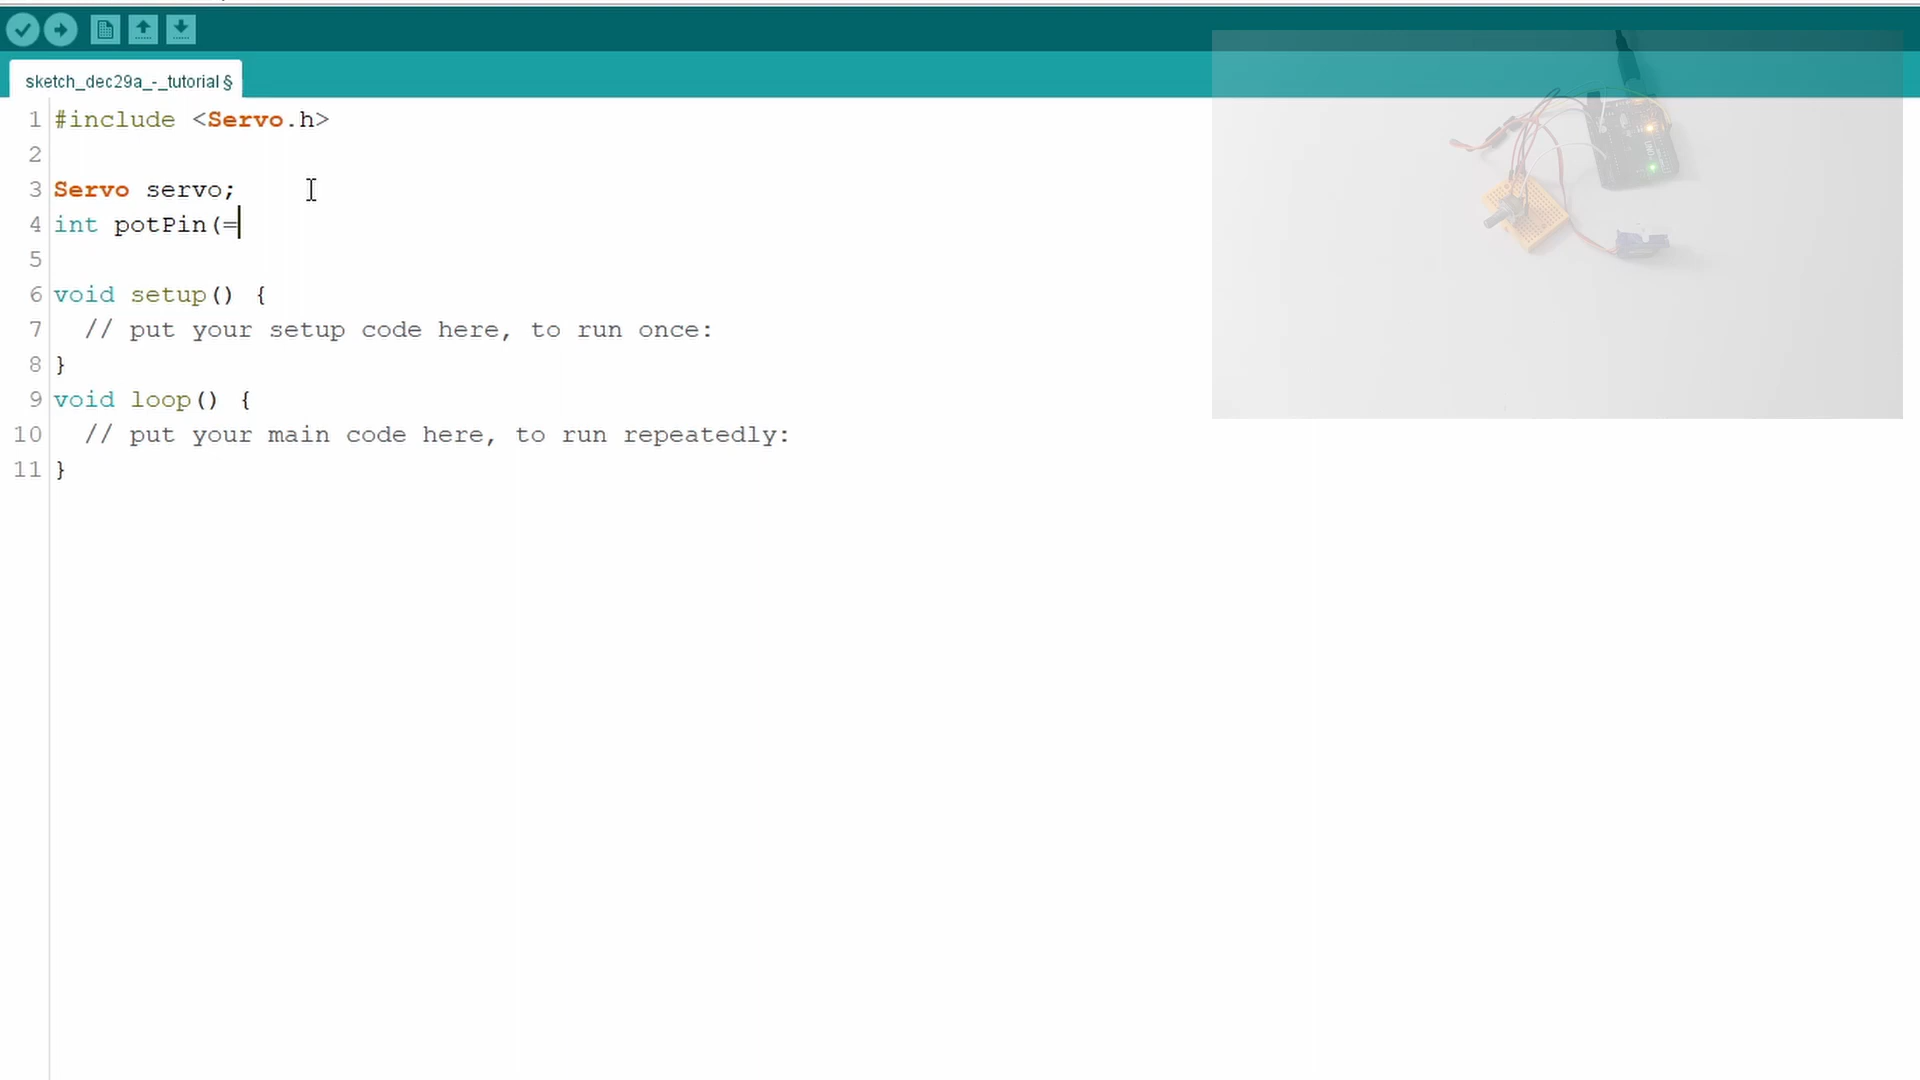 sketch_dec29a_-_tutorial §
1 #include <Servo.h>
2
3 Servo servo;
4 int potPin(=
5
6 void setup() {
7 // put your setup code here, to run once:
8 }
9 void loop() {
10 // put your main code here, to run repeatedly:
11 }